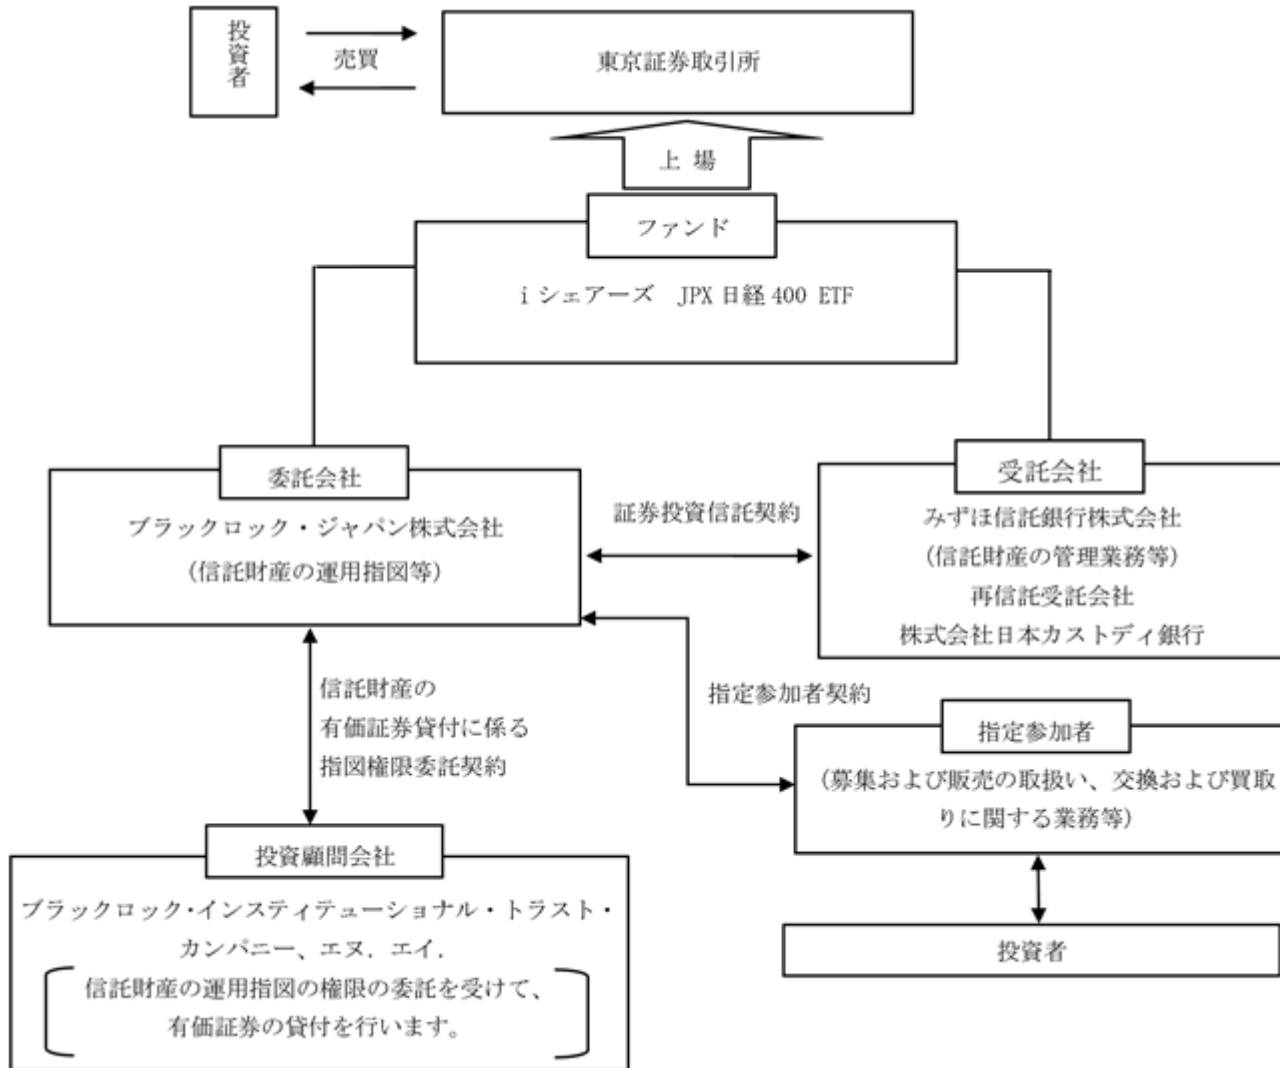 投資者
売買
東京証券取引所
上 場
ファンド
i シェアーズ　JPX 日経 400 ETF
委託会社
ブラックロック・ジャパン株式会社
(信託財産の運用指図等)
証券投資信託契約
受託会社
みずほ信託銀行株式会社
(信託財産の管理業務等)
再信託受託会社
株式会社日本カストディ銀行
信託財産の
有価証券貸付に係る
指図権限委託契約
指定参加者契約
指定参加者
(募集および販売の取扱い、交換および買取
りに関する業務等)
投資者
投資顧問会社
ブラックロック・インスティテューショナル・トラスト・
カンパニー、エヌ．エイ．
信託財産の運用指図の権限の委託を受けて、
有価証券の貸付を行います。